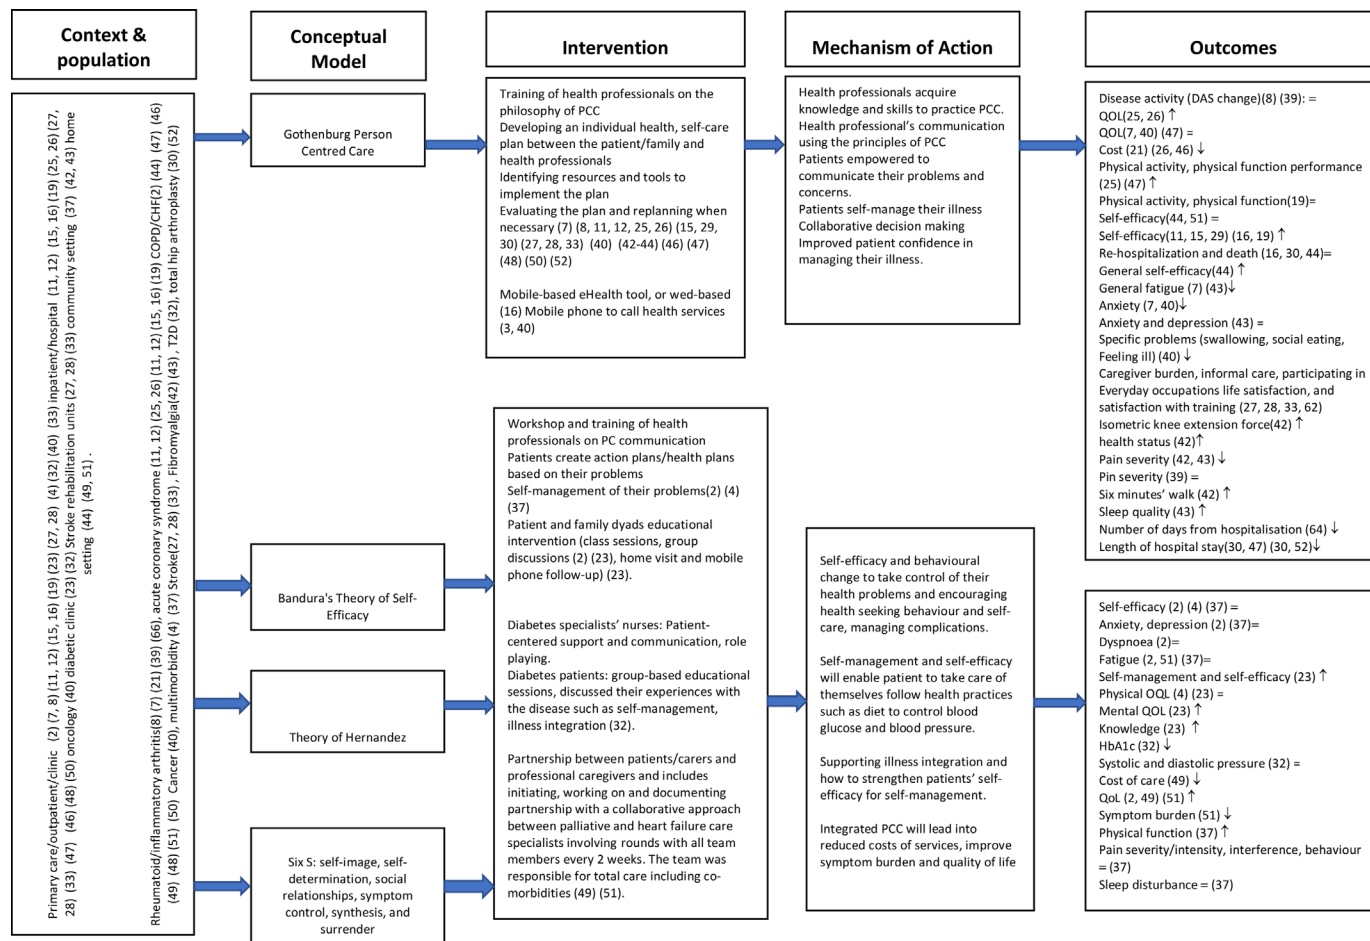 Context &
population
Conceptual
Model
Intervention
Mechanism of Action
Outcomes
Primary care/outpatient/clinic (2) (7, 8) (11, 12) (15, 16) (19) (23) (27, 28) (4) (32) (40) (33) inpatient/hospital (11, 12) (15, 16) (19) (25, 26) (27,
28) (33) (47) (46) (48) (50) oncology (40) diabetic clinic (23) (32) Stroke rehabilitation units (27, 28) (33) community setting (37) (42, 43) home
setting (44) (49, 51) .
Rheumatoid/inflammatory arthritis(8) (7) (21) (39) (66), acute coronary syndrome (11, 12) (25, 26) (11, 12) (15, 16) (19) COPD/CHF(2) (44) (47) (46)
(49) (48) (51) (50) Cancer (40), multimorbidity (4) (37) Stroke(27, 28) (33) , Fibromyalgia(42) (43) , T2D (32), total hip arthroplasty (30) (52)
Gothenburg Person
Centred Care
Training of health professionals on the
philosophy of PCC
Developing an individual health, self-care
plan between the patient/family and
health professionals
Identifying resources and tools to
implement the plan
Evaluating the plan and replanning when
necessary (7) (8, 11, 12, 25, 26) (15, 29,
30) (27, 28, 33) (40) (42-44) (46) (47)
(48) (50) (52)
Mobile-based eHealth tool, or wed-based
(16) Mobile phone to call health services
(3, 40)
Health professionals acquire
knowledge and skills to practice PCC.
Health professional's communication
using the principles of PCC
Patients empowered to
communicate their problems and
concerns.
Patients self-manage their illness
Collaborative decision making
Improved patient confidence in
managing their illness.
Disease activity (DAS change)(8) (39): =
QOL(25, 26) ↑
QOL(7, 40) (47) =
Cost (21) (26, 46) ↓
Physical activity, physical function performance
(25) (47) ↑
Physical activity, physical function(19)=
Self-efficacy(44, 51) =
Self-efficacy(11, 15, 29) (16, 19) ↑
Re-hospitalization and death (16, 30, 44)=
General self-efficacy(44) ↑
General fatigue (7) (43)↓
Anxiety (7, 40)↓
Anxiety and depression (43) =
Specific problems (swallowing, social eating,
Feeling ill) (40) ↓
Caregiver burden, informal care, participating in
Everyday occupations life satisfaction, and
satisfaction with training (27, 28, 33, 62)
Isometric knee extension force(42) ↑
health status (42)↑
Pain severity (42, 43) ↓
Pin severity (39) =
Six minutes' walk (42) ↑
Sleep quality (43) ↑
Number of days from hospitalisation (64) ↓
Length of hospital stay(30, 47) (30, 52)↓
Bandura's Theory of Self-
Efficacy
Theory of Hernandez
Six S: self-image, self-
determination, social
relationships, symptom
control, synthesis, and
surrender
Workshop and training of health
professionals on PC communication
Patients create action plans/health plans
based on their problems
Self-management of their problems(2) (4)
(37)
Patient and family dyads educational
intervention (class sessions, group
discussions (2) (23), home visit and mobile
phone follow-up) (23).
Diabetes specialists' nurses: Patient-
centered support and communication, role
playing.
Diabetes patients: group-based educational
sessions, discussed their experiences with
the disease such as self-management,
illness integration (32).
Partnership between patients/carers and
professional caregivers and includes
initiating, working on and documenting
partnership with a collaborative approach
between palliative and heart failure care
specialists involving rounds with all team
members every 2 weeks. The team was
responsible for total care including co-
morbidities (49) (51).
Self-efficacy and behavioural
change to take control of their
health problems and encouraging
health seeking behaviour and self-
care, managing complications.
Self-management and self-efficacy
will enable patient to take care of
themselves follow health practices
such as diet to control blood
glucose and blood pressure.
Supporting illness integration and
how to strengthen patients' self-
efficacy for self-management.
Integrated PCC will lead into
reduced costs of services, improve
symptom burden and quality of life
Self-efficacy (2) (4) (37) =
Anxiety, depression (2) (37)=
Dyspnoea (2)=
Fatigue (2, 51) (37)=
Self-management and self-efficacy (23) ↑
Physical OQL (4) (23) =
Mental QOL (23) ↑
Knowledge (23) ↑
HbA1c (32) ↓
Systolic and diastolic pressure (32) =
Cost of care (49) ↓
QoL (2, 49) (51) ↑
Symptom burden (51) ↓
Physical function (37) ↑
Pain severity/intensity, interference, behaviour
= (37)
Sleep disturbance = (37)